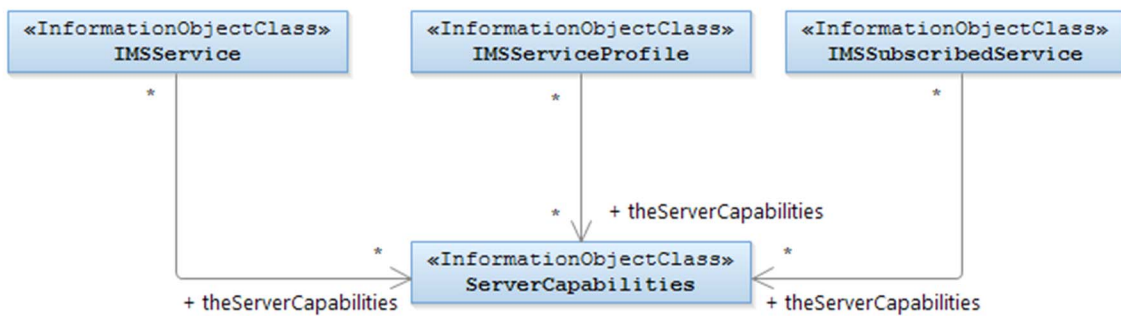 «InformationObjectClass»
IMSService
«InformationObjectClass»
IMSServiceProfile
«InformationObjectClass»
IMSSubscribedService
*
*
*
*
+ theServerCapabilities
*
*
«InformationObjectClass»
ServerCapabilities
+ theServerCapabilities
+ theServerCapabilities